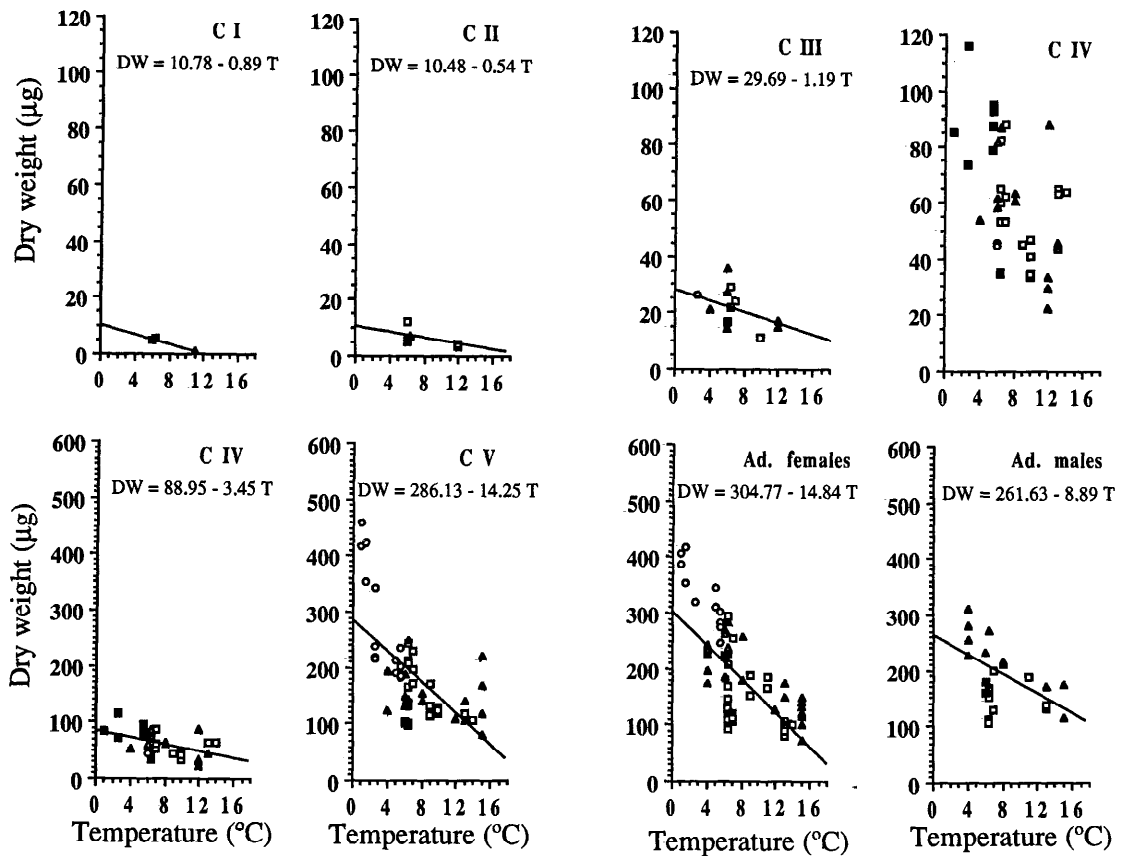 C I
DW = 10.78 - 0.89 T
C II
DW = 10.48 - 0.54 T
C III
DW = 29.69 - 1.19 T
C IV
Dry weight (µg)
120
100
80
60
40
20
0
0 4 8 12 16
120
100
80
60
40
20
0
0 4 8 12 16
120
100
80
60
40
20
0
0 4 8 12 16
120
100
80
60
40
20
0
0 4 8 12 16
C IV
DW = 88.95 - 3.45 T
C V
DW = 286.13 - 14.25 T
Ad. females
DW = 304.77 - 14.84 T
Ad. males
DW = 261.63 - 8.89 T
Dry weight (µg)
600
500
400
300
200
100
0
0 4 8 12 16
Temperature (°C)
600
500
400
300
200
100
0
0 4 8 12 16
Temperature (°C)
600
500
400
300
200
100
0
0 4 8 12 16
Temperature (°C)
600
500
400
300
200
100
0
0 4 8 12 16
Temperature (°C)